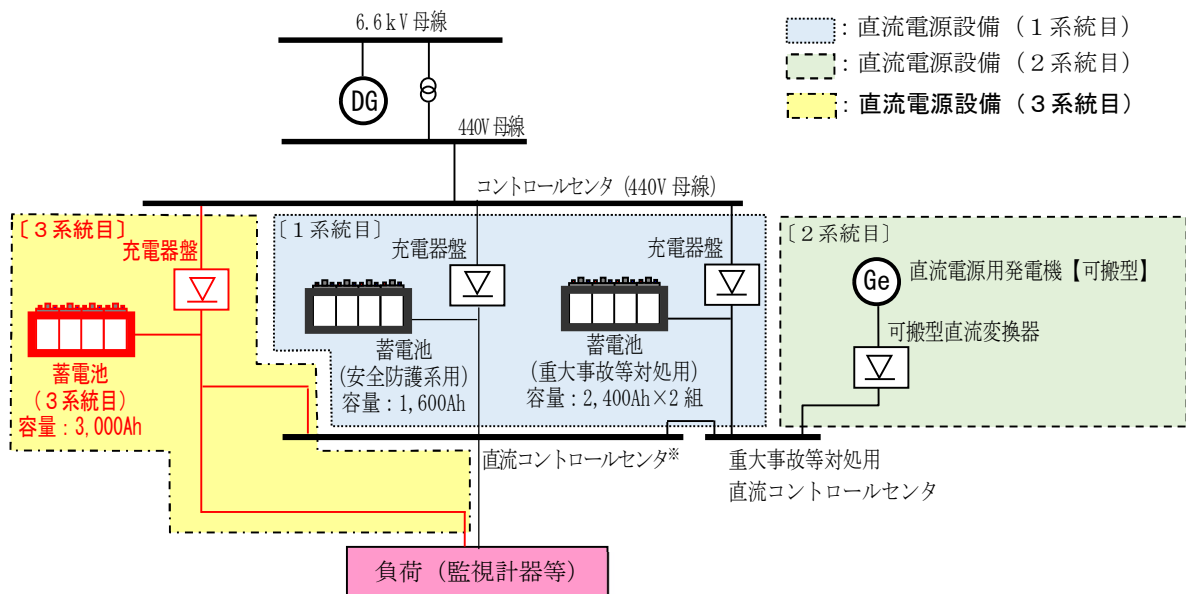 6.6kV 母線
DG
440V 母線
コントロールセンタ (440V 母線)
：直流電源設備（１系統目）
：直流電源設備（２系統目）
：直流電源設備（３系統目）
〔３系統目〕
充電器盤
蓄電池
（３系統目）
容量：3,000Ah
〔１系統目〕
充電器盤
蓄電池
(安全防護系用)
容量：1,600Ah
充電器盤
蓄電池
(重大事故等対処用)
容量：2,400Ah×2 組
〔２系統目〕
Ge
直流電源用発電機【可搬型】
可搬型直流変換器
直流コントロールセンタ※
重大事故等対処用
直流コントロールセンタ
負荷（監視計器等）